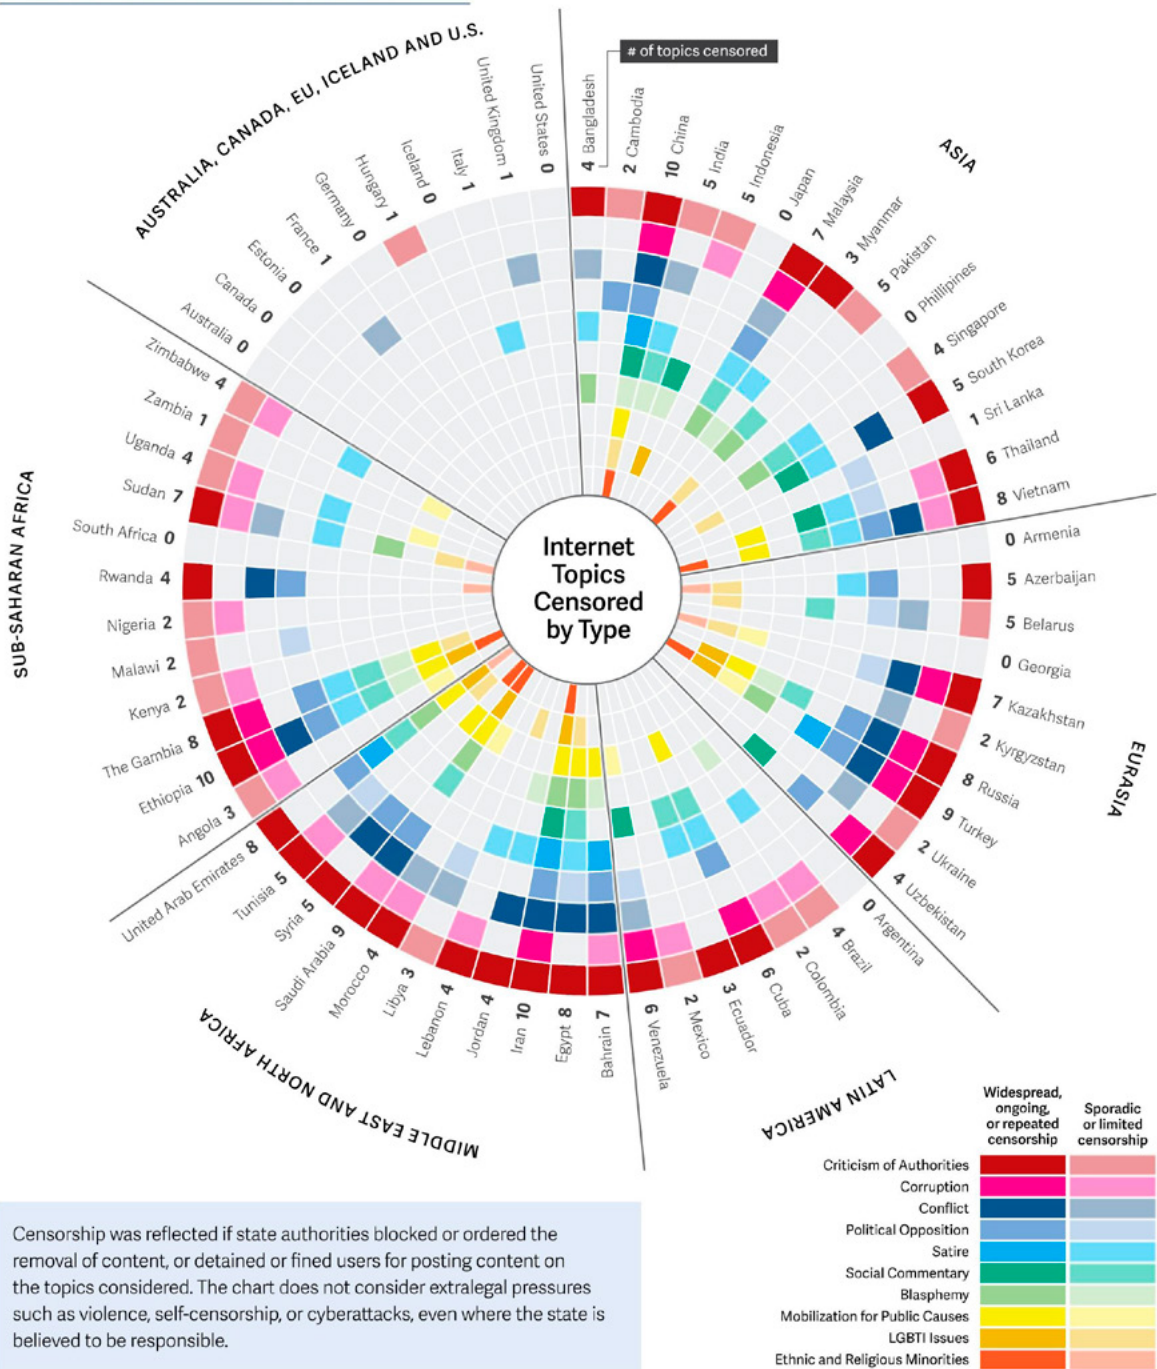 AUSTRALIA, CANADA, EU, ICELAND AND U.S.
United States 0
United Kingdom 1
Italy 1
Iceland 0
Hungary 1
Germany 0
France 1
Estonia 0
Canada 0
Australia 0
# of topics censored
ASIA
4 Bangladesh
2 Cambodia
10 China
5 India
5 Indonesia
0 Japan
7 Malaysia
3 Myanmar
5 Pakistan
0 Phillipines
4 Singapore
5 South Korea
1 Sri Lanka
6 Thailand
8 Vietnam
EURASIA
0 Armenia
5 Azerbaijan
5 Belarus
0 Georgia
7 Kazakhstan
2 Kyrgyzstan
8 Russia
9 Turkey
2 Ukraine
4 Uzbekistan
LATIN AMERICA
0 Argentina
4 Brazil
2 Colombia
6 Cuba
3 Ecuador
2 Mexico
6 Venezuela
MIDDLE EAST AND NORTH AFRICA
Bahrain 7
Egypt 8
Iran 10
Jordan 4
Lebanon 4
Libya 3
Morocco 4
Saudi Arabia 9
Syria 5
Tunisia 5
United Arab Emirates 8
SUB-SAHARAN AFRICA
Angola 3
Ethiopia 10
The Gambia 8
Kenya 2
Malawi 2
Nigeria 2
Rwanda 4
South Africa 0
Sudan 7
Uganda 4
Zambia 1
Zimbabwe 4
Internet
Topics
Censored
by Type
Widespread,
ongoing,
or repeated
censorship
Sporadic
or limited
censorship
Criticism of Authorities
Corruption
Conflict
Political Opposition
Satire
Social Commentary
Blasphemy
Mobilization for Public Causes
LGBTI Issues
Ethnic and Religious Minorities
Censorship was reflected if state authorities blocked or ordered the
removal of content, or detained or fined users for posting content on
the topics considered. The chart does not consider extralegal pressures
such as violence, self-censorship, or cyberattacks, even where the state is
believed to be responsible.